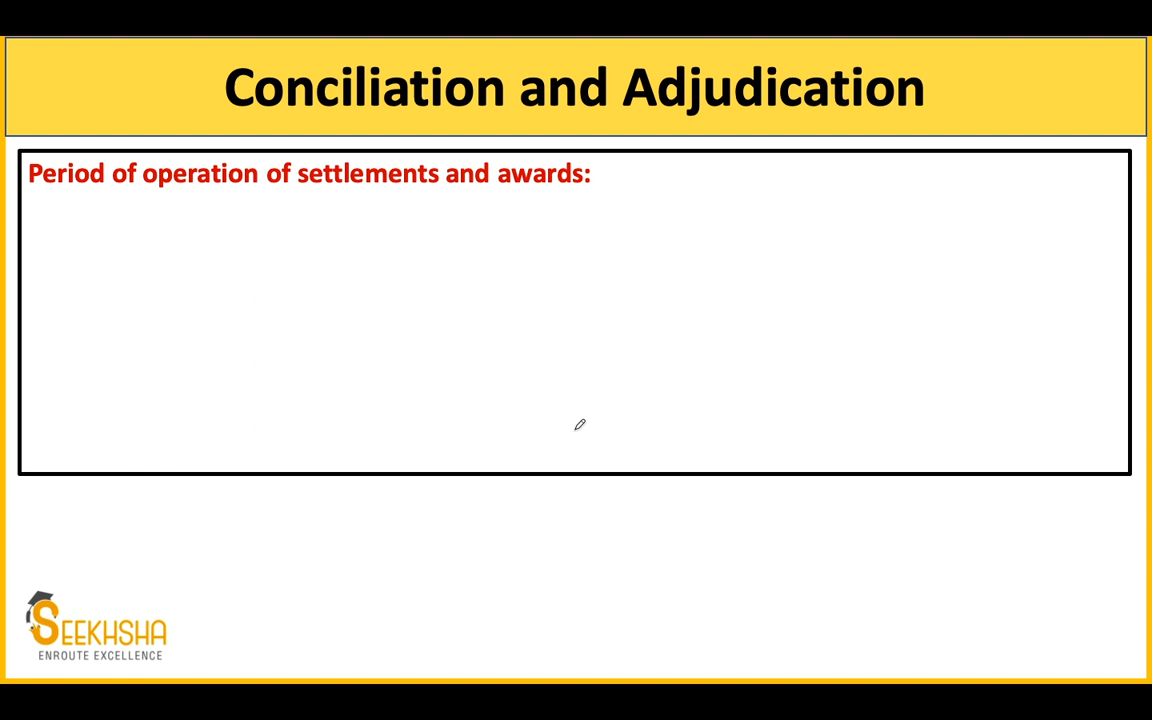 Conciliation and Adjudication
Period of operation of settlements and awards:
SEEKHSHA
ENROUTE EXCELLENCE